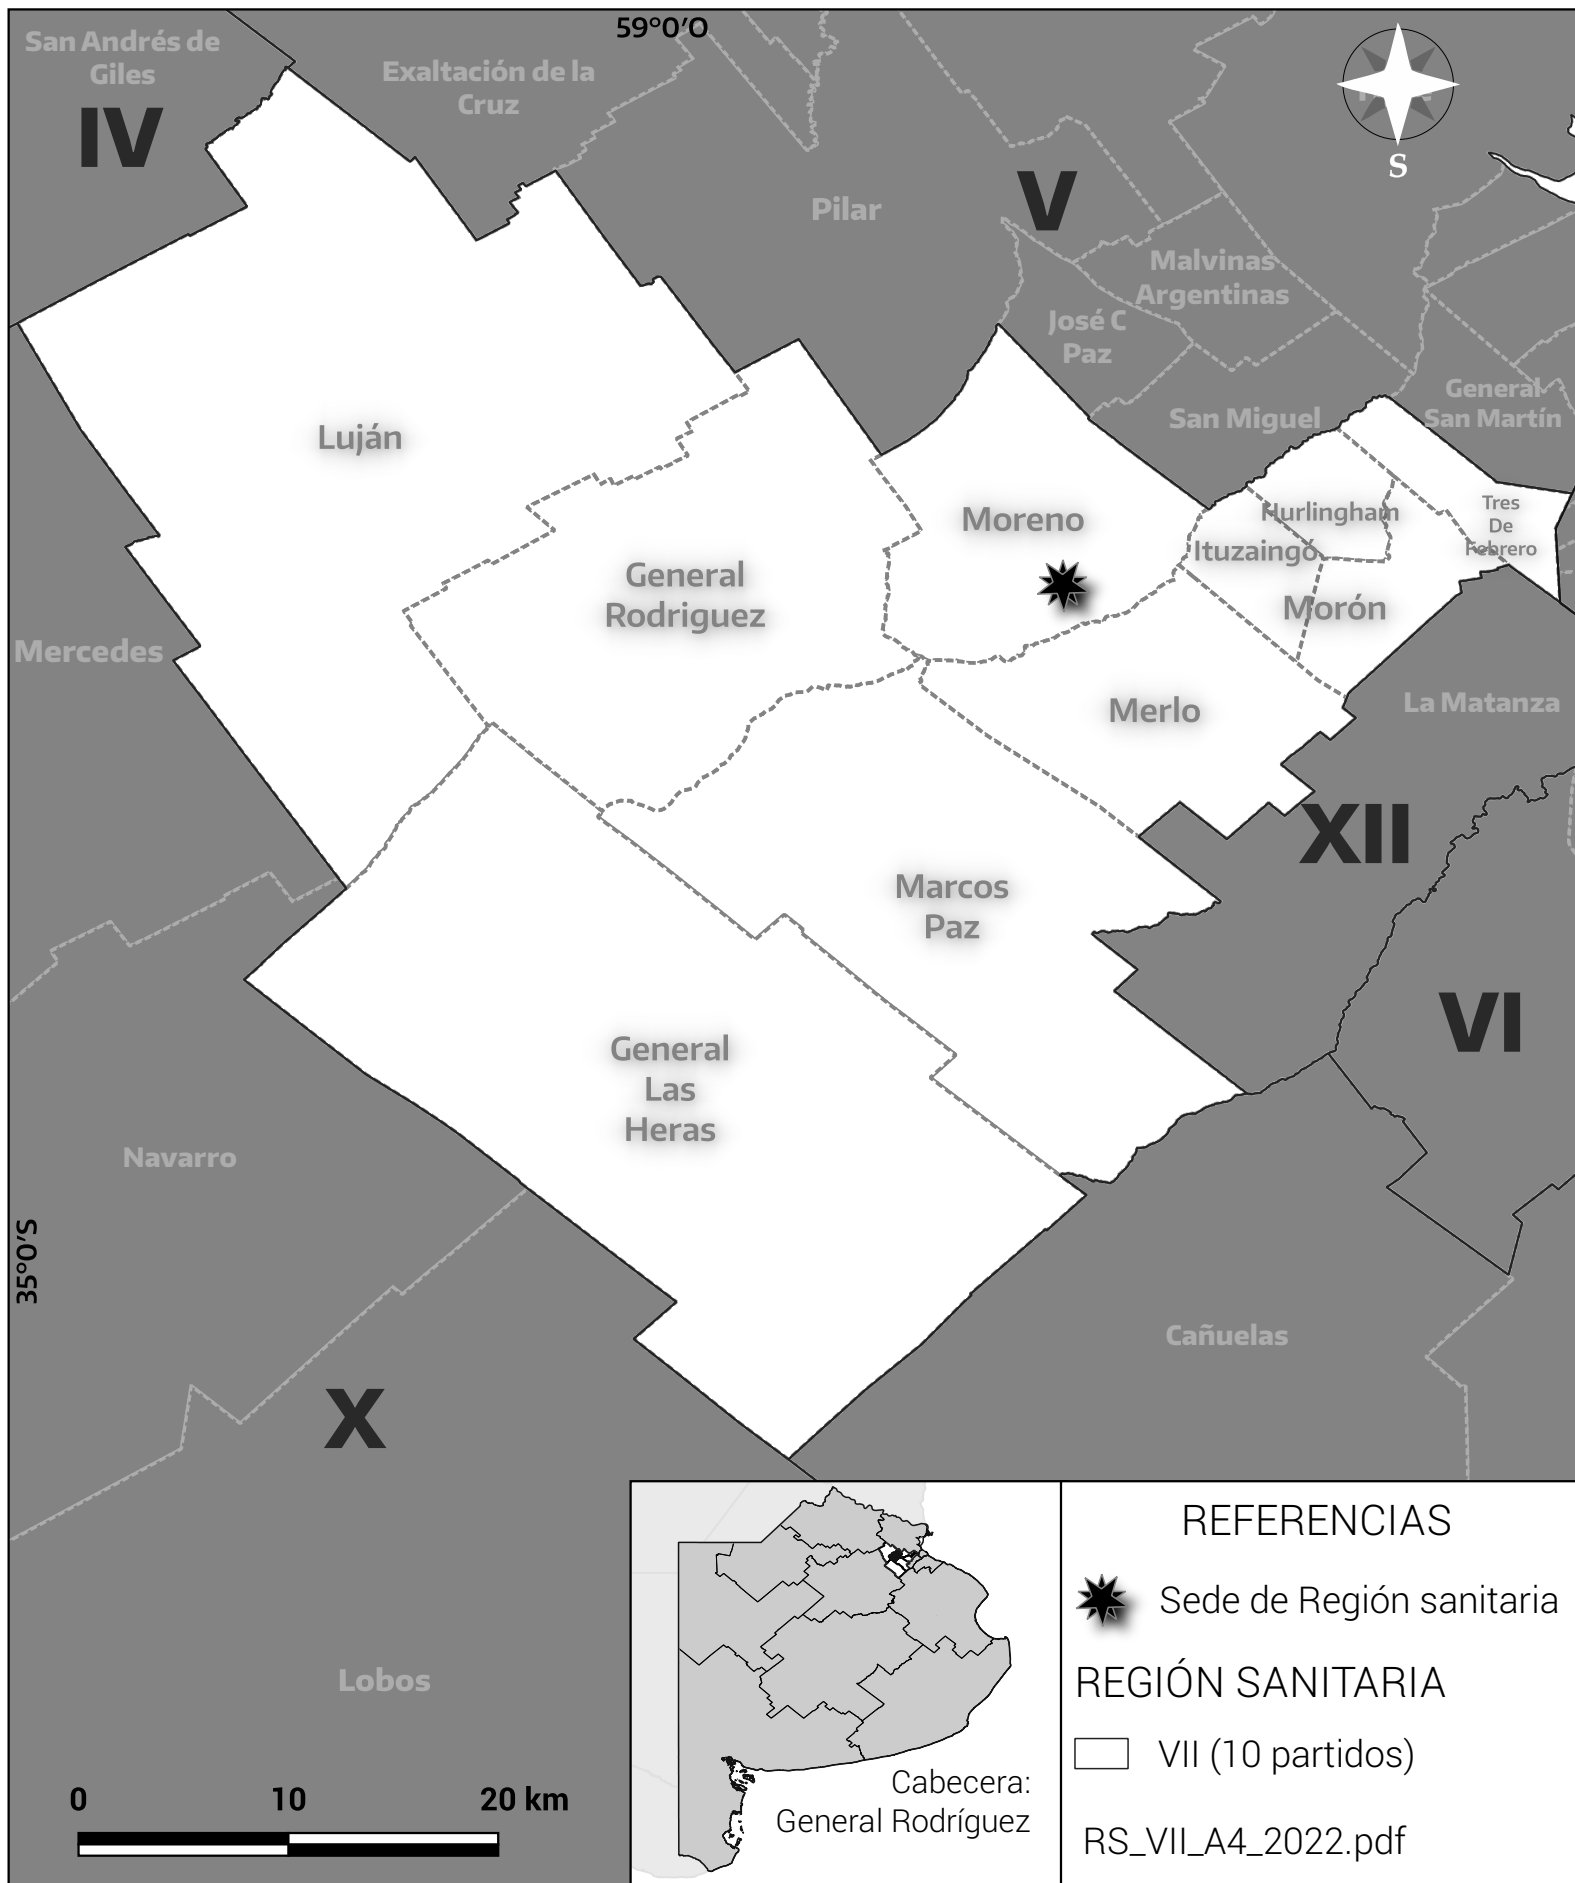 59°0'0
San Andrés de
Giles
IV
Exaltación de la
Cruz
S
Pilar
V
Malvinas
Argentinas
José C
Paz
San Miguel
General
San Martín
Luján
Moreno
Hurlingham
Tres
De
Febrero
Ituzaingó
General
Rodriguez
Morón
Mercedes
Merlo
La Matanza
XII
Marcos
Paz
VI
General
Las
Heras
Navarro
35°0'S
Cañuelas
X
Lobos
0 10 20 km
Cabecera:
General Rodríguez
REFERENCIAS
Sede de Región sanitaria
REGIÓN SANITARIA
VII (10 partidos)
RS_VII_A4_2022.pdf